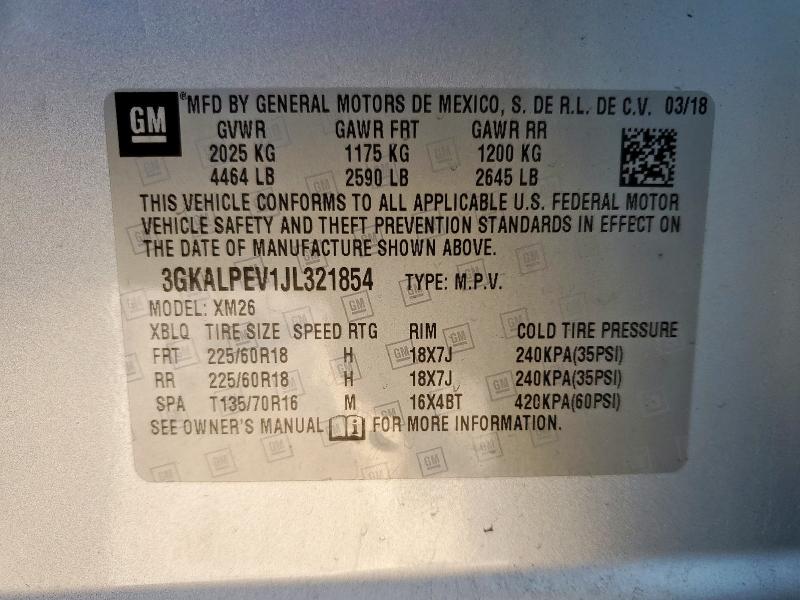 GM ®MFD BY GENERAL MOTORS DE MEXICO, S. DE R.L. DE C.V. 03/18
GVWR GAWR FRT GAWR RR
2025 KG 1175 KG 1200 KG
4464 LB 2590 LB 2645 LB
THIS VEHICLE CONFORMS TO ALL APPLICABLE U.S. FEDERAL MOTOR
VEHICLE SAFETY AND THEFT PREVENTION STANDARDS IN EFFECT ON
THE DATE OF MANUFACTURE SHOWN ABOVE.
3GKALPEV1JL321854 TYPE: M.P.V.
MODEL: XM26
XBLQ TIRE SIZE SPEED RTG RIM COLD TIRE PRESSURE
FRT 225/60R18 H 18X7J 240KPA(35PSI)
RR 225/60R18 H 18X7J 240KPA(35PSI)
SPA T135/70R16 M 16X4BT 420KPA(60PSI)
SEE OWNER'S MANUAL FOR MORE INFORMATION.